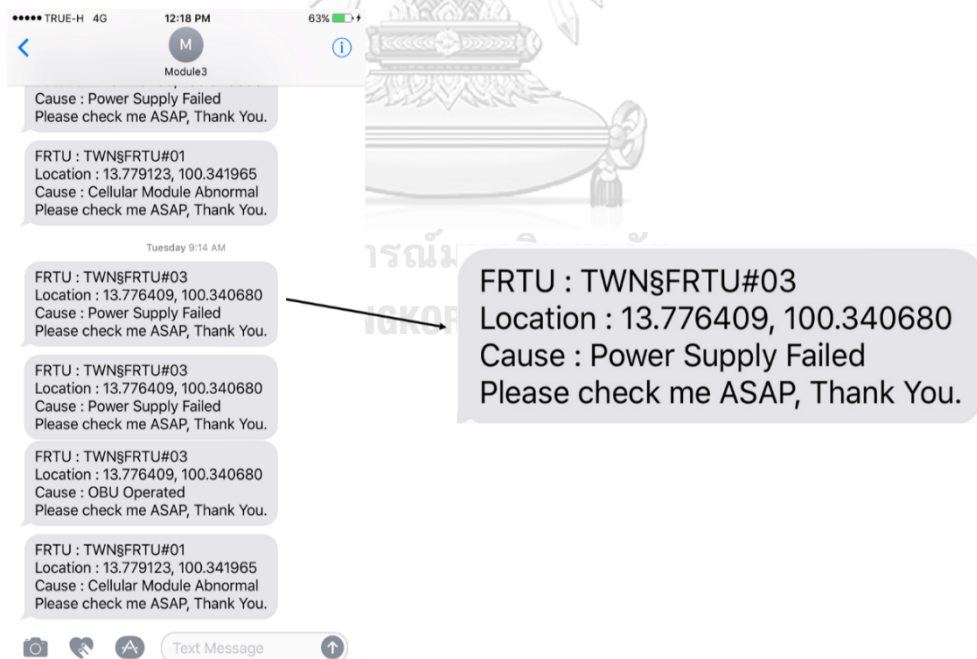 TRUE-H 4G 12:18 PM 63%
M
Module3
Cause : Power Supply Failed
Please check me ASAP, Thank You.
FRTU : TWN§FRTU#01
Location : 13.779123, 100.341965
Cause : Cellular Module Abnormal
Please check me ASAP, Thank You.
Tuesday 9:14 AM
FRTU : TWN§FRTU#03
Location : 13.776409, 100.340680
Cause : Power Supply Failed
Please check me ASAP, Thank You.
FRTU : TWN§FRTU#03
Location : 13.776409, 100.340680
Cause : Power Supply Failed
Please check me ASAP, Thank You.
FRTU : TWN§FRTU#03
Location : 13.776409, 100.340680
Cause : OBU Operated
Please check me ASAP, Thank You.
FRTU : TWN§FRTU#01
Location : 13.779123, 100.341965
Cause : Cellular Module Abnormal
Please check me ASAP, Thank You.
Text Message
FRTU : TWN§FRTU#03
Location : 13.776409, 100.340680
Cause : Power Supply Failed
Please check me ASAP, Thank You.